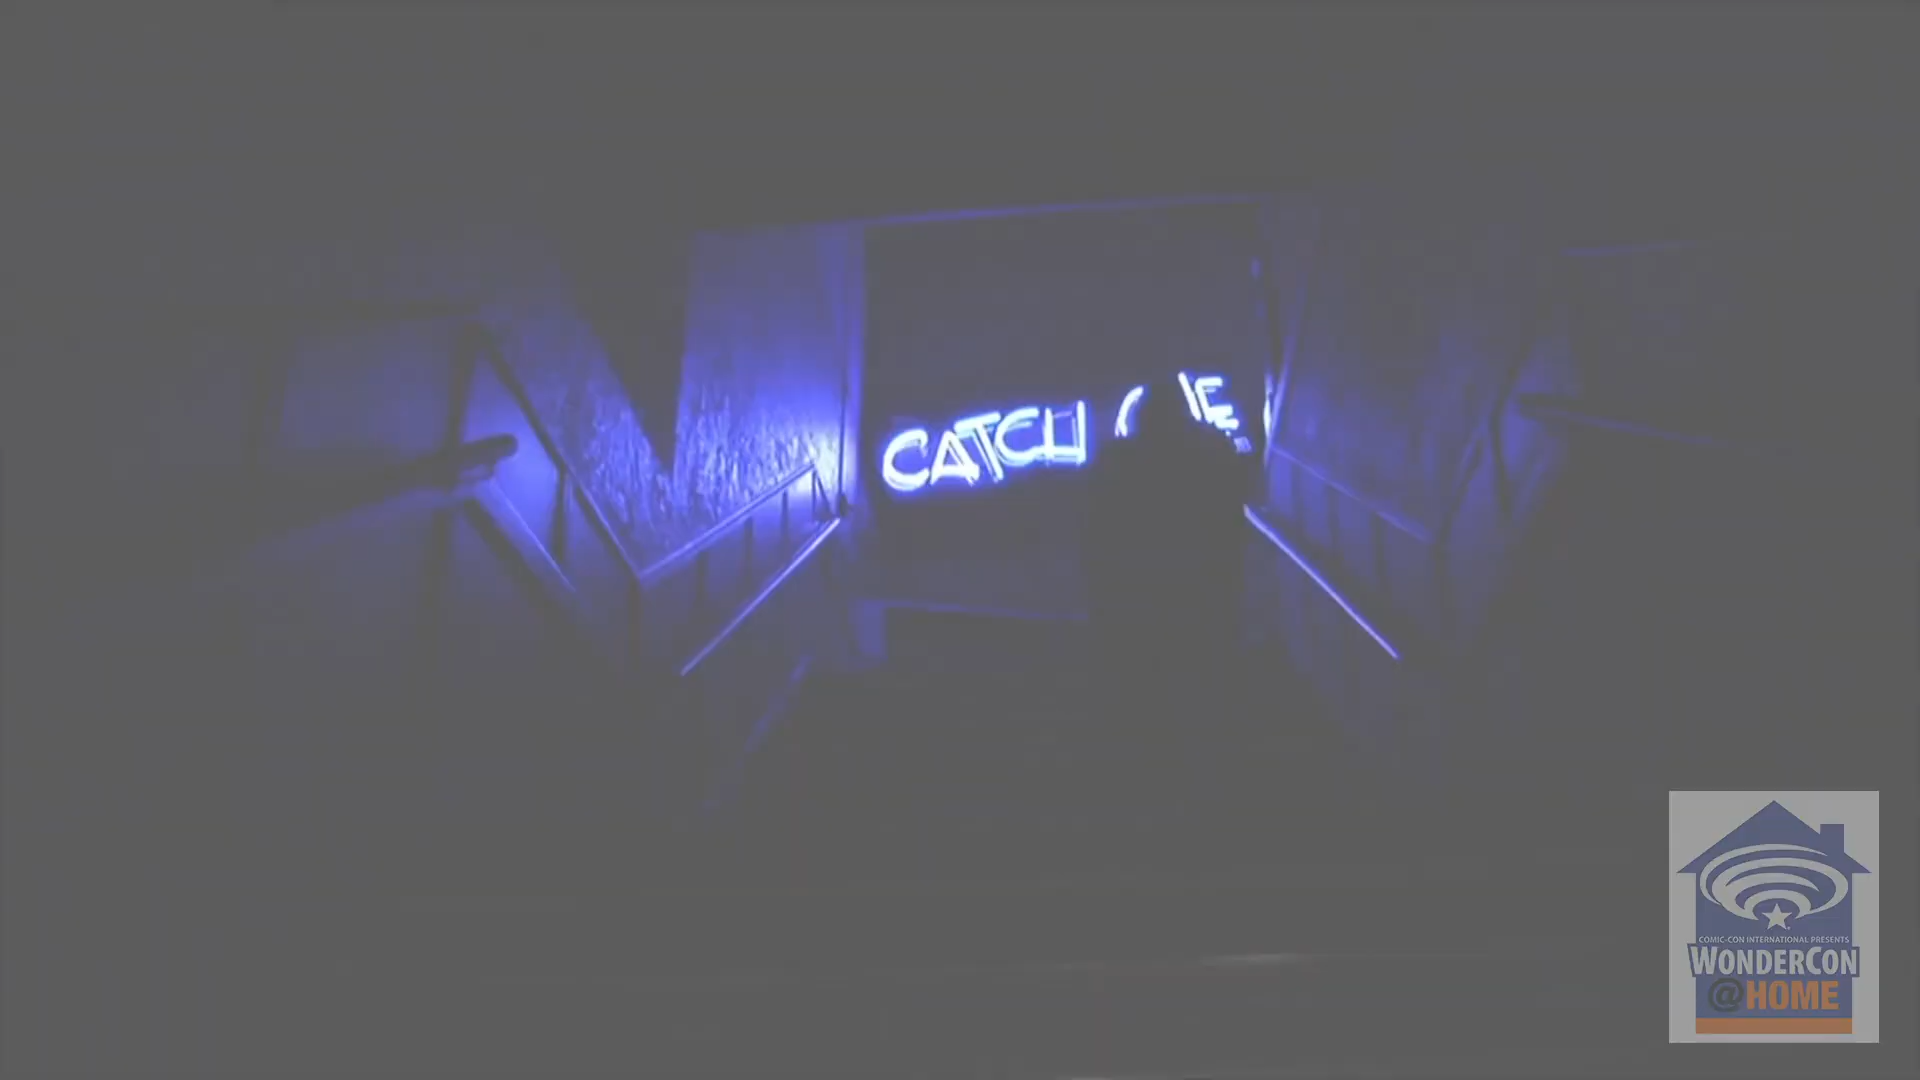 CATCH
COMIC-CON INTERNATIONAL PRESENTS
WONDERCON
@HOME